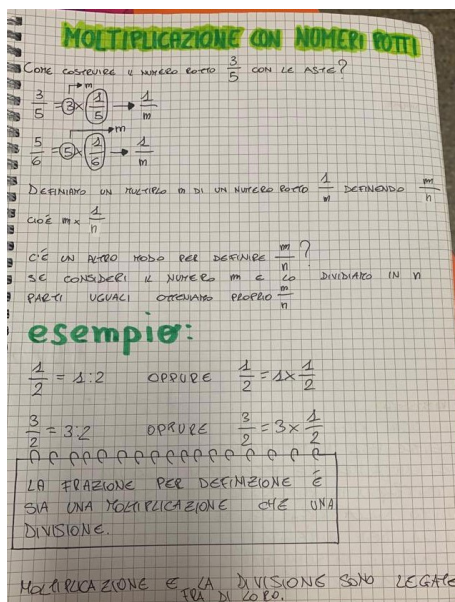 MOLTIPLICAZIONE CON NUMERI ROTTI
COME COSTRUIRE IL NUMERO ROTTO 3/5 CON LE ASTE?
3/5 = 3 × 1/5 → 1/m
m
5/6 = 5 × 1/6 → 1/m
m
DEFINIAMO UN MULTIPLO m DI UN NUMERO ROTTO 1/n DEFINENDO m/n
CIOÈ m × 1/n
C'È UN ALTRO MODO PER DEFINIRE m/n?
SE CONSIDERI IL NUMERO m E LO DIVIDIAMO IN n
PARTI UGUALI OTTENIAMO PROPRIO m/n
esempio:
1/2 = 1:2 OPPURE 1/2 = 1 × 1/2
3/2 = 3:2 OPPURE 3/2 = 3 × 1/2
LA FRAZIONE PER DEFINIZIONE É
SIA UNA MOLTIPLICAZIONE CHE UNA
DIVISIONE.
MOLTIPLICAZIONE E LA DIVISIONE SONO LEGATE
FRA DI LORO.